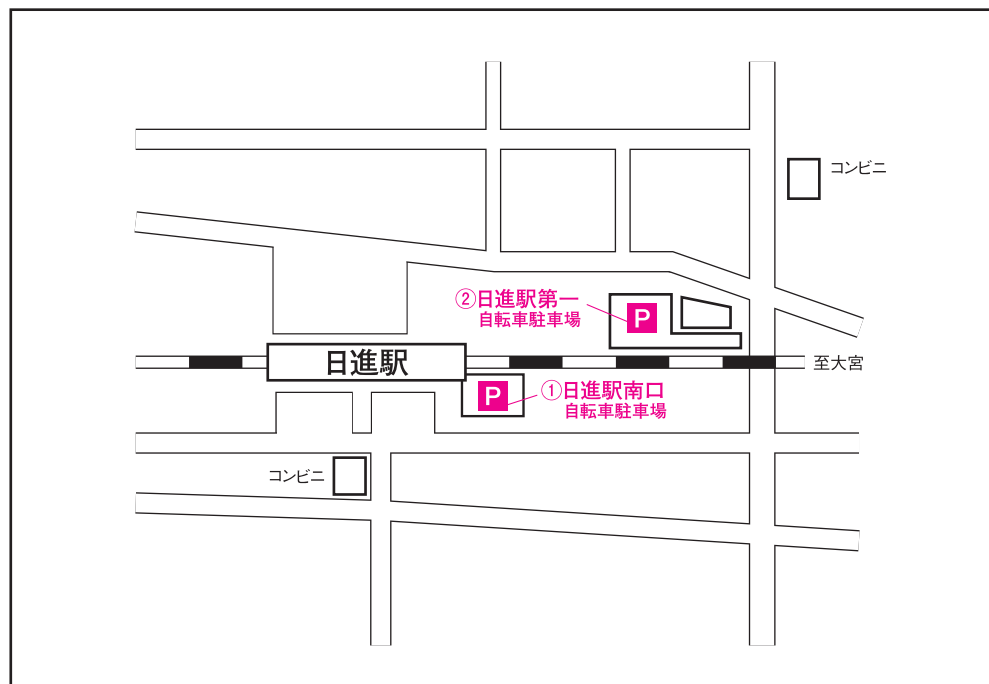 コンビニ
②日進駅第一
自転車駐車場
P
日進駅
至大宮
P
①日進駅南口
自転車駐車場
コンビニ